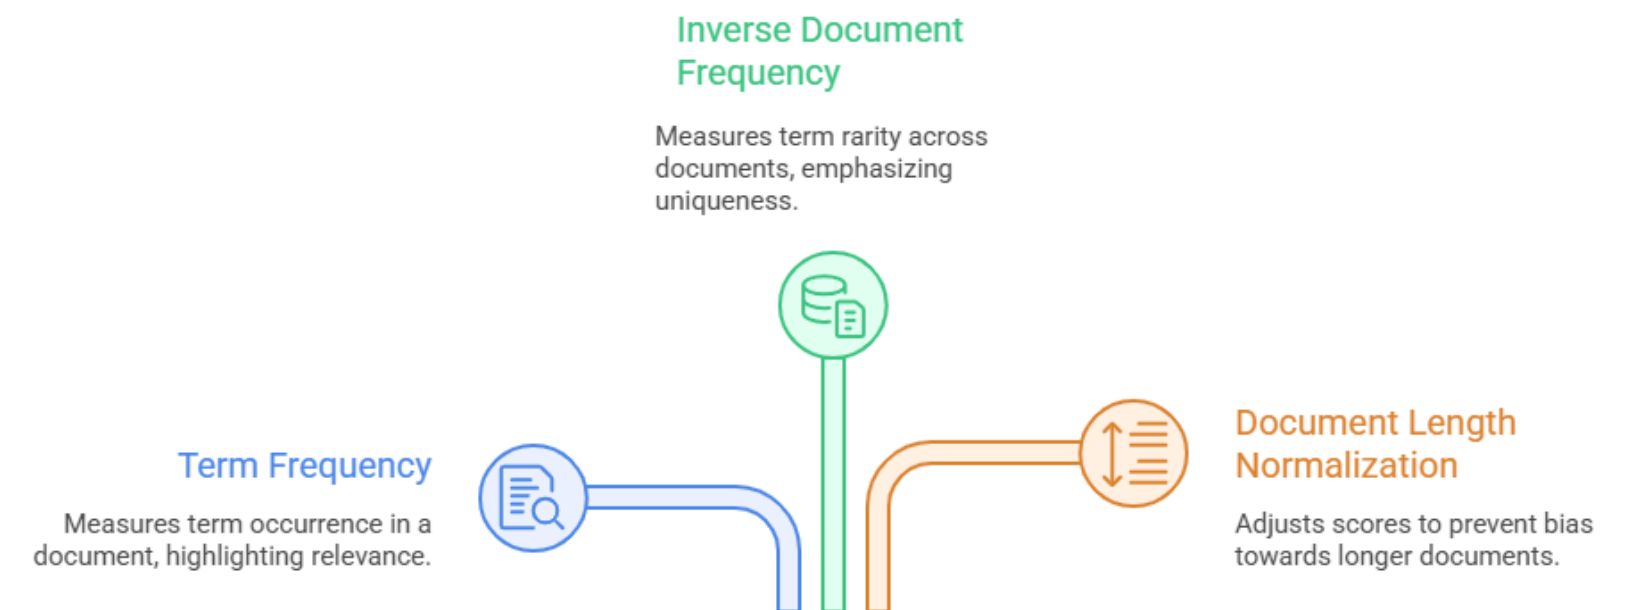 Inverse Document
Frequency
Measures term rarity across
documents, emphasizing
uniqueness.
Term Frequency
Measures term occurrence in a
document, highlighting relevance.
Document Length
Normalization
Adjusts scores to prevent bias
towards longer documents.